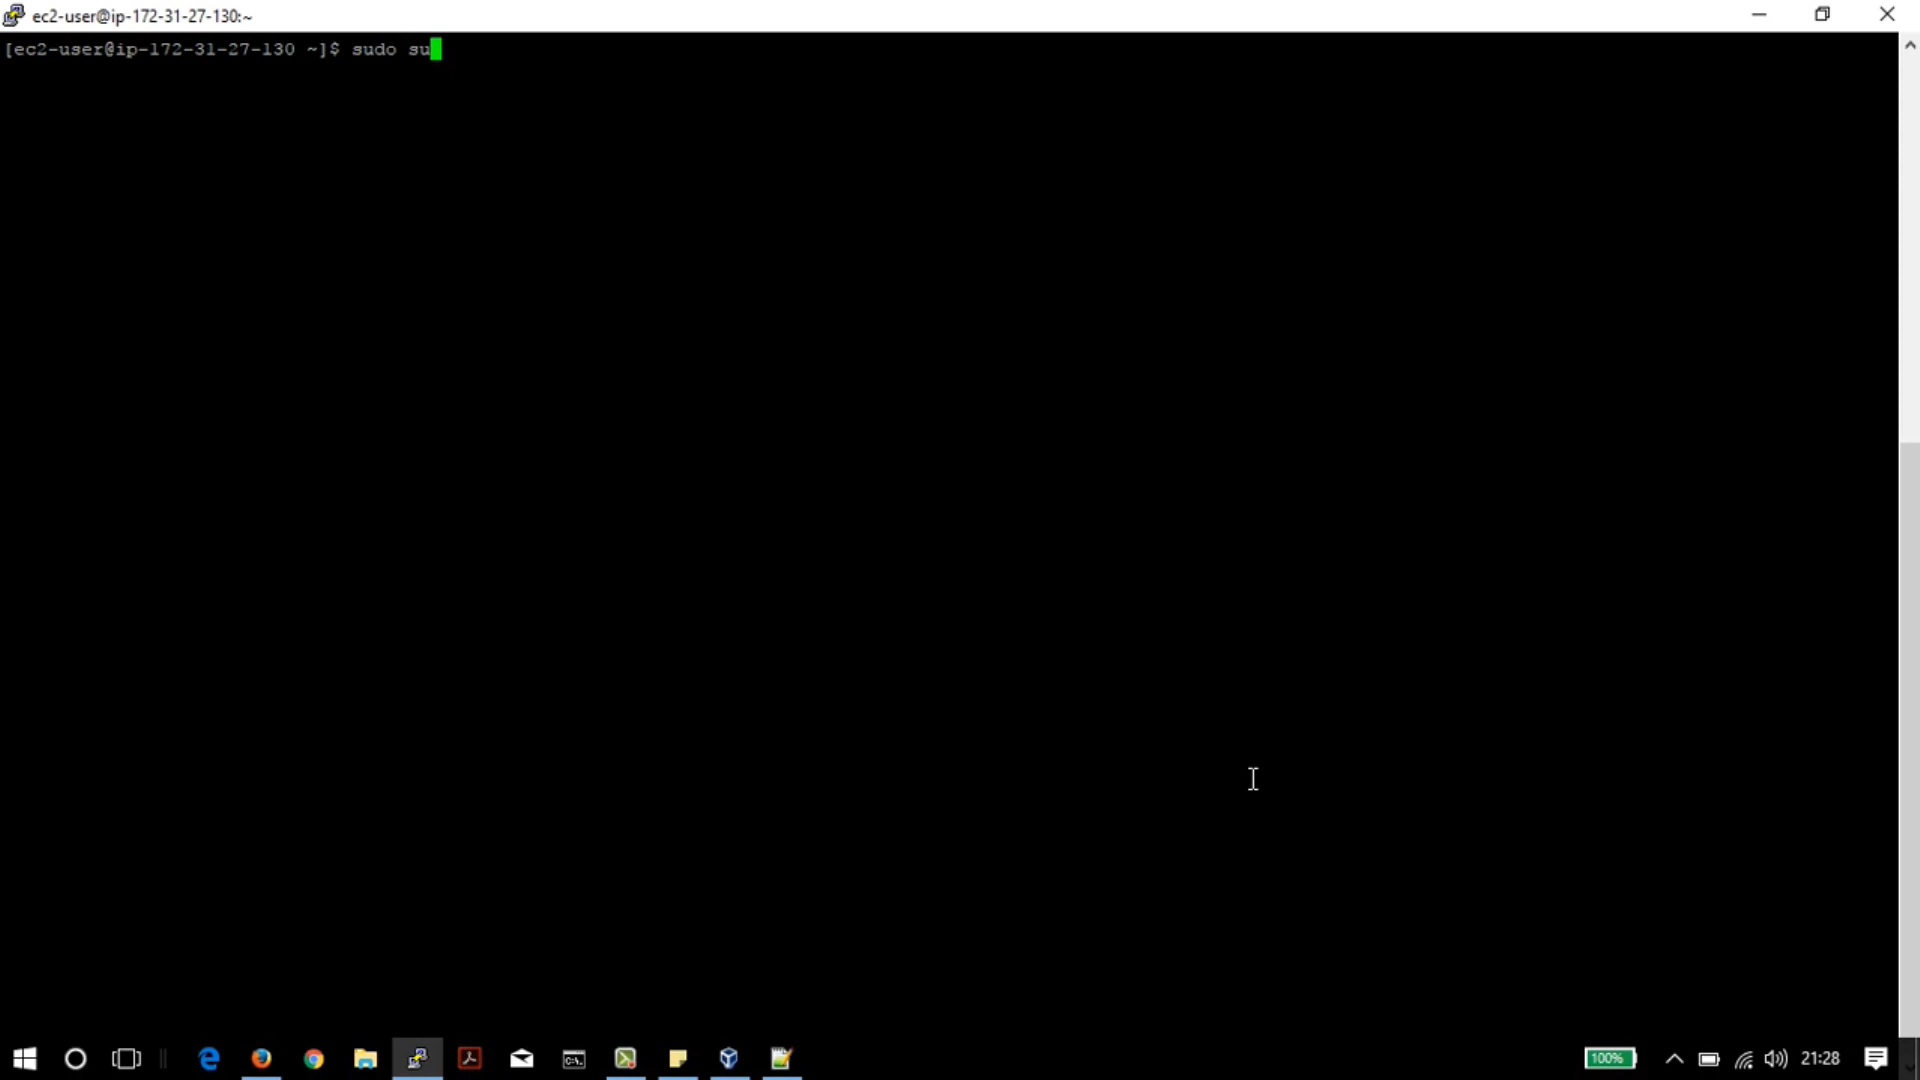 ec2-user@ip-172-31-27-130:~
[ec2-user@ip-172-31-27-130 ~]$ sudo su
C:\.
100%
21:28